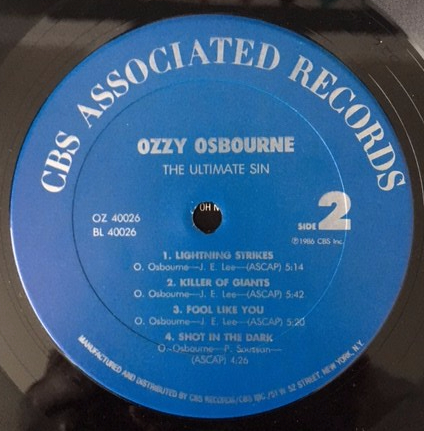 CBS ASSOCIATED RECORDS
OZZY OSBOURNE
THE ULTIMATE SIN
OZ 40026
BL 40026
OH N
SIDE 2
℗1986 CBS Inc.
1. LIGHTNING STRIKES
O. Osbourne—J. E. Lee—(ASCAP) 5:14
2. KILLER OF GIANTS
O. Osbourne—J. E. Lee—(ASCAP) 5:42
3. FOOL LIKE YOU
O. Osbourne—J. E. Lee—(ASCAP) 5:20
4. SHOT IN THE DARK
O. Osbourne—P. Soussan—
(ASCAP) 4:26
MANUFACTURED AND DISTRIBUTED BY CBS RECORDS/CBS INC./51 W. 52 STREET, NEW YORK, N.Y.